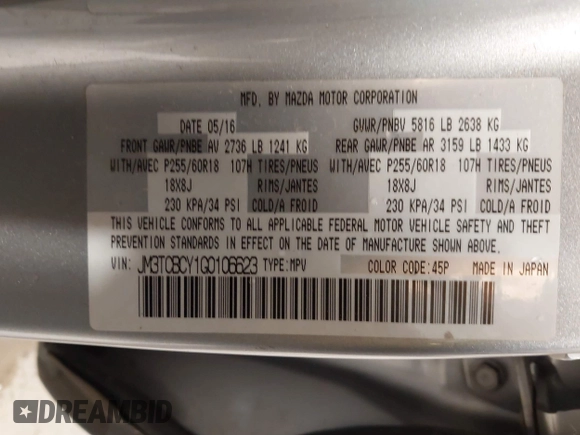 MFD. BY MAZDA MOTOR CORPORATION
DATE 05/16 GVWR/PNBV 5816 LB 2638 KG
FRONT GAWR/PNBE AV 2736 LB 1241 KG REAR GAWR/PNBE AR 3159 LB 1433 KG
WITH/AVEC P255/60R18 107H TIRES/PNEUS WITH/AVEC P255/60R18 107H TIRES/PNEUS
18X8J RIMS/JANTES 18X8J RIMS/JANTES
230 KPA/34 PSI COLD/A FROID 230 KPA/34 PSI COLD/A FROID
THIS VEHICLE CONFORMS TO ALL APPLICABLE FEDERAL MOTOR VEHICLE SAFETY AND THEFT
PREVENTION STANDARDS IN EFFECT ON THE DATE OF MANUFACTURE SHOWN ABOVE.
VIN: JM3TCBCY1G0106623 TYPE:MPV COLOR CODE:45P MADE IN JAPAN
DREAMBID